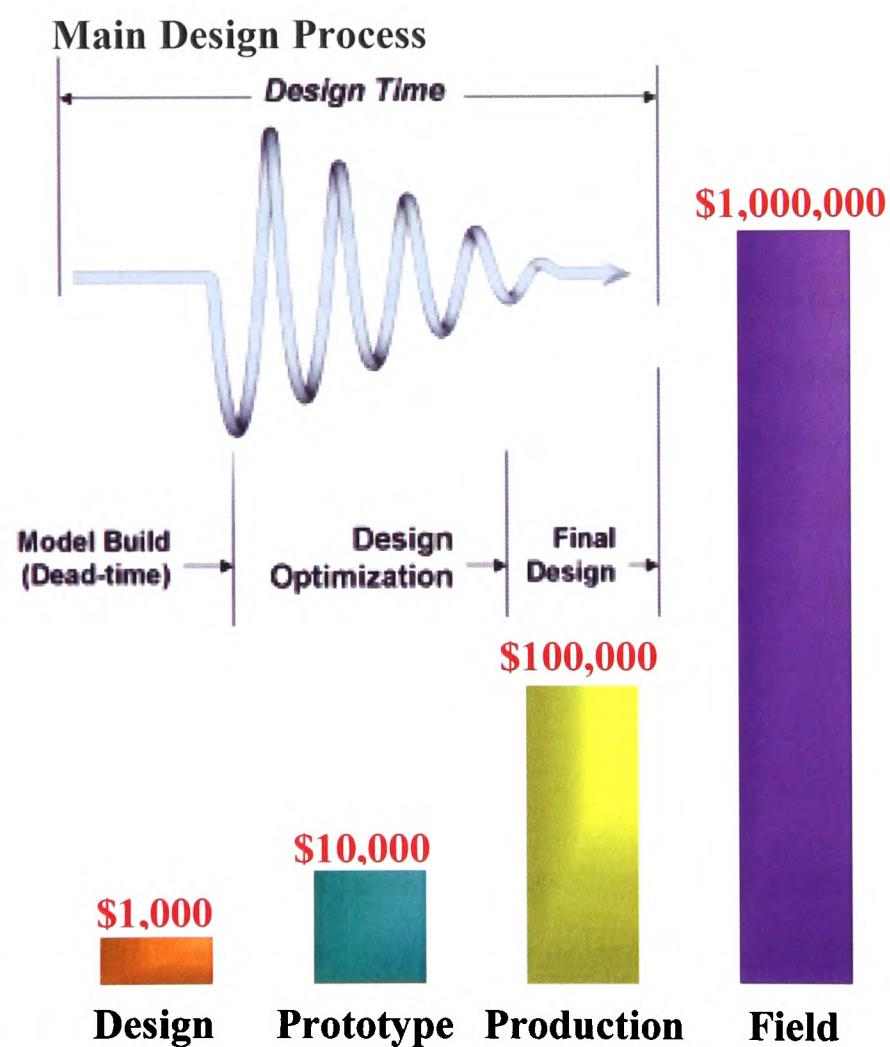 Main Design Process
Design Time
$1,000,000
Model Build
(Dead-time)
Design
Optimization
Final
Design
$100,000
$10,000
$1,000
Design Prototype Production Field